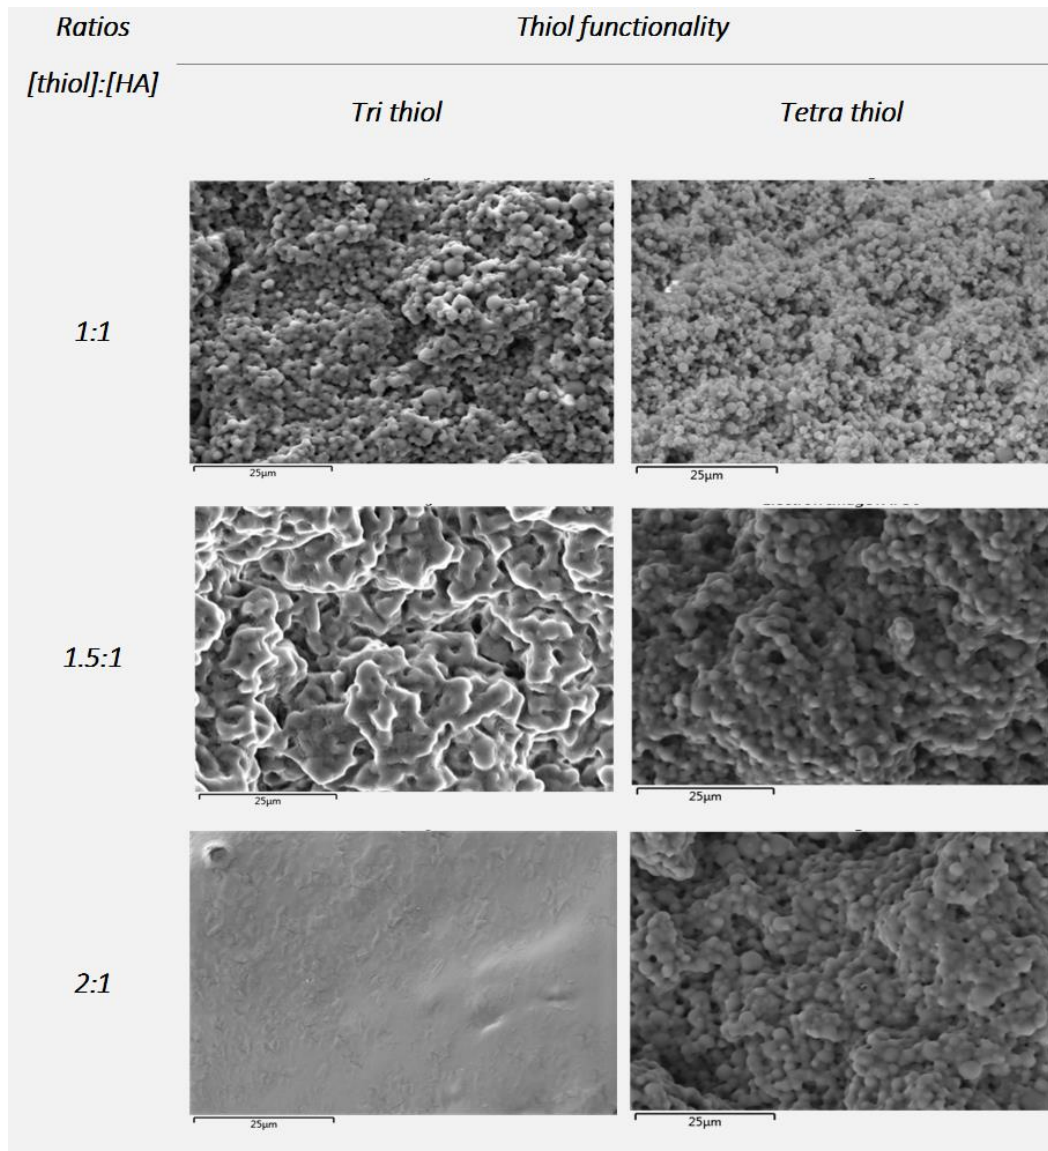 Ratios
[thiol]:[HA]
Thiol functionality
Tri thiol
Tetra thiol
1:1
25µm
25µm
1.5:1
25µm
25µm
2:1
25µm
25µm